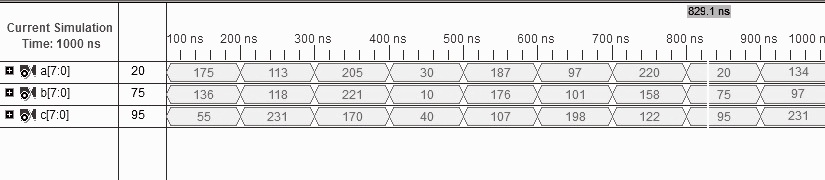 829.1 ns
Current Simulation
Time: 1000 ns
100 ns 200 ns 300 ns 400 ns 500 ns 600 ns 700 ns 800 ns 900 ns 1000 n
a[7:0] 20 175 113 205 30 187 97 220 20 134
b[7:0] 75 136 118 221 10 176 101 158 75 97
c[7:0] 95 55 231 170 40 107 198 122 95 231